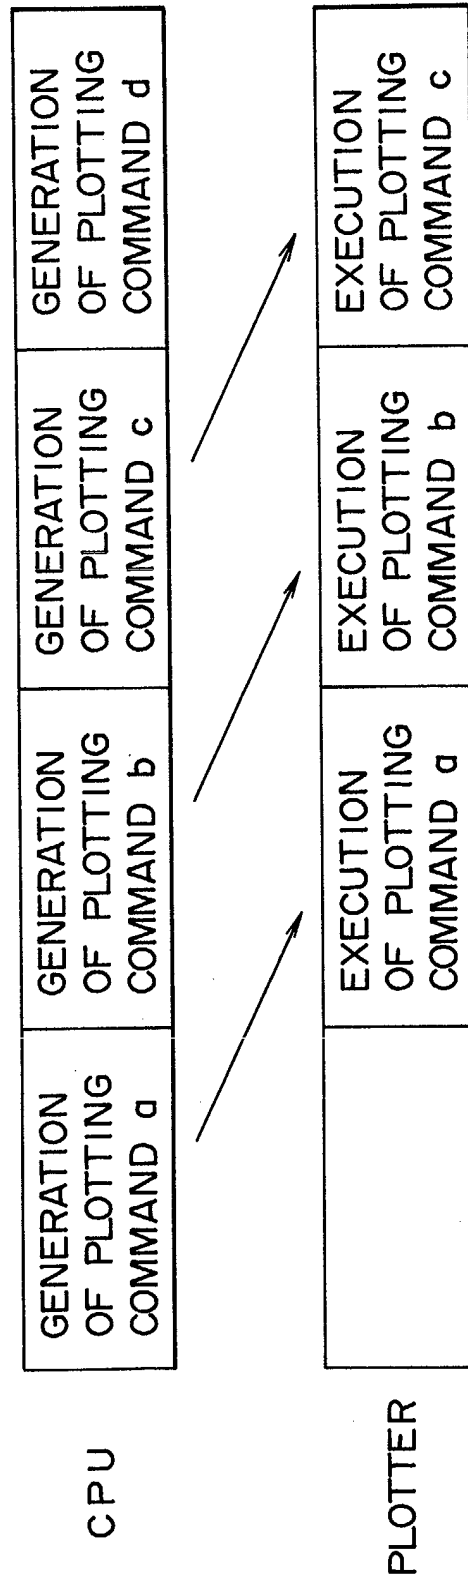 CPU
GENERATION
OF PLOTTING
COMMAND a
GENERATION
OF PLOTTING
COMMAND b
GENERATION
OF PLOTTING
COMMAND c
GENERATION
OF PLOTTING
COMMAND d
PLOTTER
EXECUTION
OF PLOTTING
COMMAND a
EXECUTION
OF PLOTTING
COMMAND b
EXECUTION
OF PLOTTING
COMMAND c